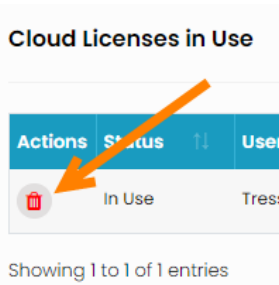 Cloud Licenses in Use
Actions Status
In Use
Showing 1 to 1 of 1 entries